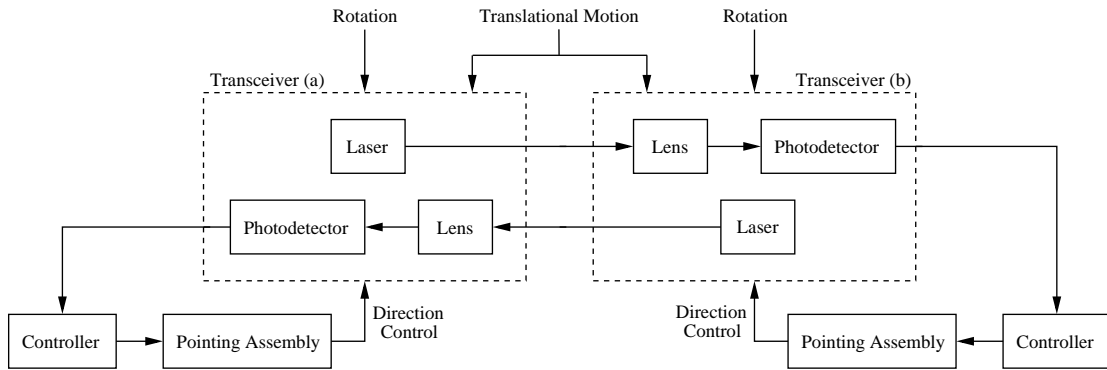 Rotation
Translational Motion
Rotation
Transceiver (a)
Transceiver (b)
Laser
Lens
Photodetector
Photodetector
Lens
Laser
Direction
Control
Direction
Control
Controller
Pointing Assembly
Pointing Assembly
Controller